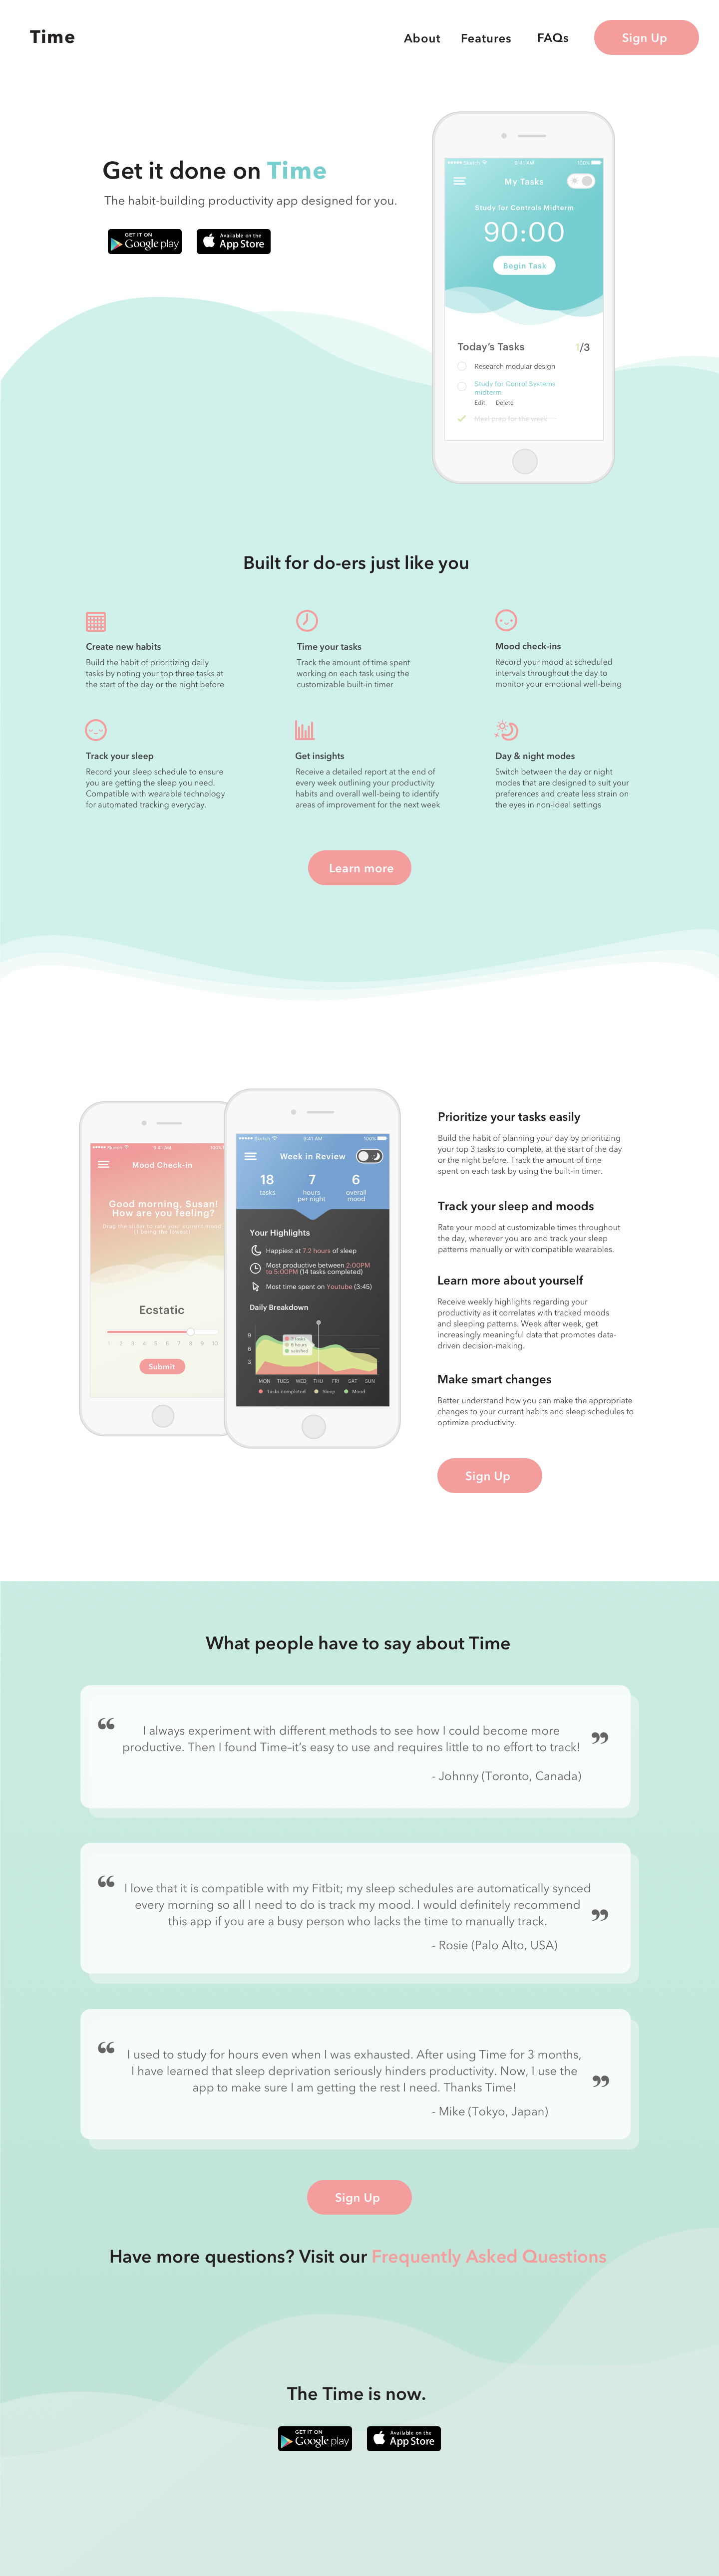 Time
About Features FAQs Sign Up
Get it done on Time
The habit-building productivity app designed for you.
GET IT ON
Google play
Available on the
App Store
Sketch 9:41 AM 100%
My Tasks
Study for Controls Midterm
90:00
Begin Task
Today's Tasks 1/3
Research modular design
Study for Conrol Systems
midterm
Edit Delete
Meal prep for the week
Built for do-ers just like you
Create new habits
Build the habit of prioritizing daily
tasks by noting your top three tasks at
the start of the day or the night before
Time your tasks
Track the amount of time spent
working on each task using the
customizable built-in timer
Mood check-ins
Record your mood at scheduled
intervals throughout the day to
monitor your emotional well-being
Track your sleep
Record your sleep schedule to ensure
you are getting the sleep you need.
Compatible with wearable technology
for automated tracking everyday.
Get insights
Receive a detailed report at the end of
every week outlining your productivity
habits and overall well-being to identify
areas of improvement for the next week
Day & night modes
Switch between the day or night
modes that are designed to suit your
preferences and create less strain on
the eyes in non-ideal settings
Learn more
Sketch 9:41 AM 100%
Mood Check-in
Good morning, Susan!
How are you feeling?
Drag the slider to rate your current mood
(1 being the lowest)
Ecstatic
1 2 3 4 5 6 7 8 9 10
Submit
Sketch 9:41 AM 100%
Week in Review
18 7 6
tasks hours overall
per night mood
Your Highlights
Happiest at 7.2 hours of sleep
Most productive between 2:00PM
to 5:00PM (14 tasks completed)
Most time spent on Youtube (3:45)
Daily Breakdown
9
6
3
6 hours
satisfied
MON TUES WED THU FRI SAT SUN
Tasks completed Sleep Mood
Prioritize your tasks easily
Build the habit of planning your day by prioritizing
your top 3 tasks to complete, at the start of the day
or the night before. Track the amount of time
spent on each task by using the built-in timer.
Track your sleep and moods
Rate your mood at customizable times throughout
the day, wherever you are and track your sleep
patterns manually or with compatible wearables.
Learn more about yourself
Receive weekly highlights regarding your
productivity as it correlates with tracked moods
and sleeping patterns. Week after week, get
increasingly meaningful data that promotes data-
driven decision-making.
Make smart changes
Better understand how you can make the appropriate
changes to your current habits and sleep schedules to
optimize productivity.
Sign Up
What people have to say about Time
“ I always experiment with different methods to see how I could become more
productive. Then I found Time–it's easy to use and requires little to no effort to track! ”
- Johnny (Toronto, Canada)
“ I love that it is compatible with my Fitbit; my sleep schedules are automatically synced
every morning so all I need to do is track my mood. I would definitely recommend
this app if you are a busy person who lacks the time to manually track. ”
- Rosie (Palo Alto, USA)
“ I used to study for hours even when I was exhausted. After using Time for 3 months,
I have learned that sleep deprivation seriously hinders productivity. Now, I use the
app to make sure I am getting the rest I need. Thanks Time! ”
- Mike (Tokyo, Japan)
Sign Up
Have more questions? Visit our Frequently Asked Questions
The Time is now.
GET IT ON
Google play
Available on the
App Store